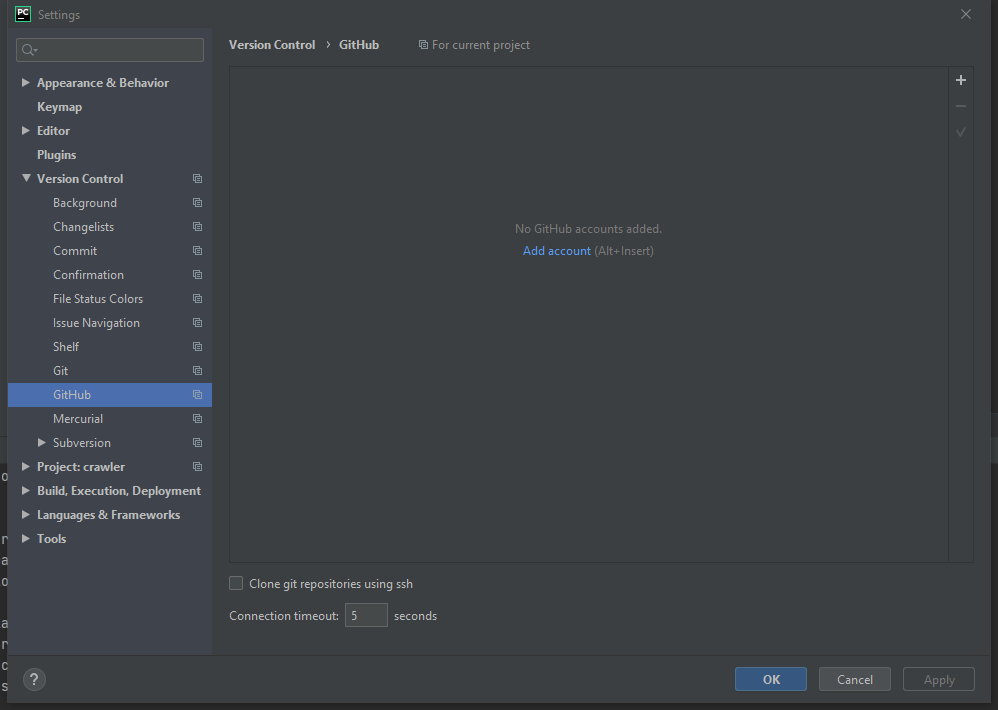 PC Settings
Version Control › GitHub For current project
Appearance & Behavior
Keymap
Editor
Plugins
Version Control
Background
Changelists
Commit
Confirmation
File Status Colors
Issue Navigation
Shelf
Git
GitHub
Mercurial
Subversion
Project: crawler
Build, Execution, Deployment
Languages & Frameworks
Tools
No GitHub accounts added.
Add account (Alt+Insert)
Clone git repositories using ssh
Connection timeout: 5 seconds
?
OK Cancel Apply